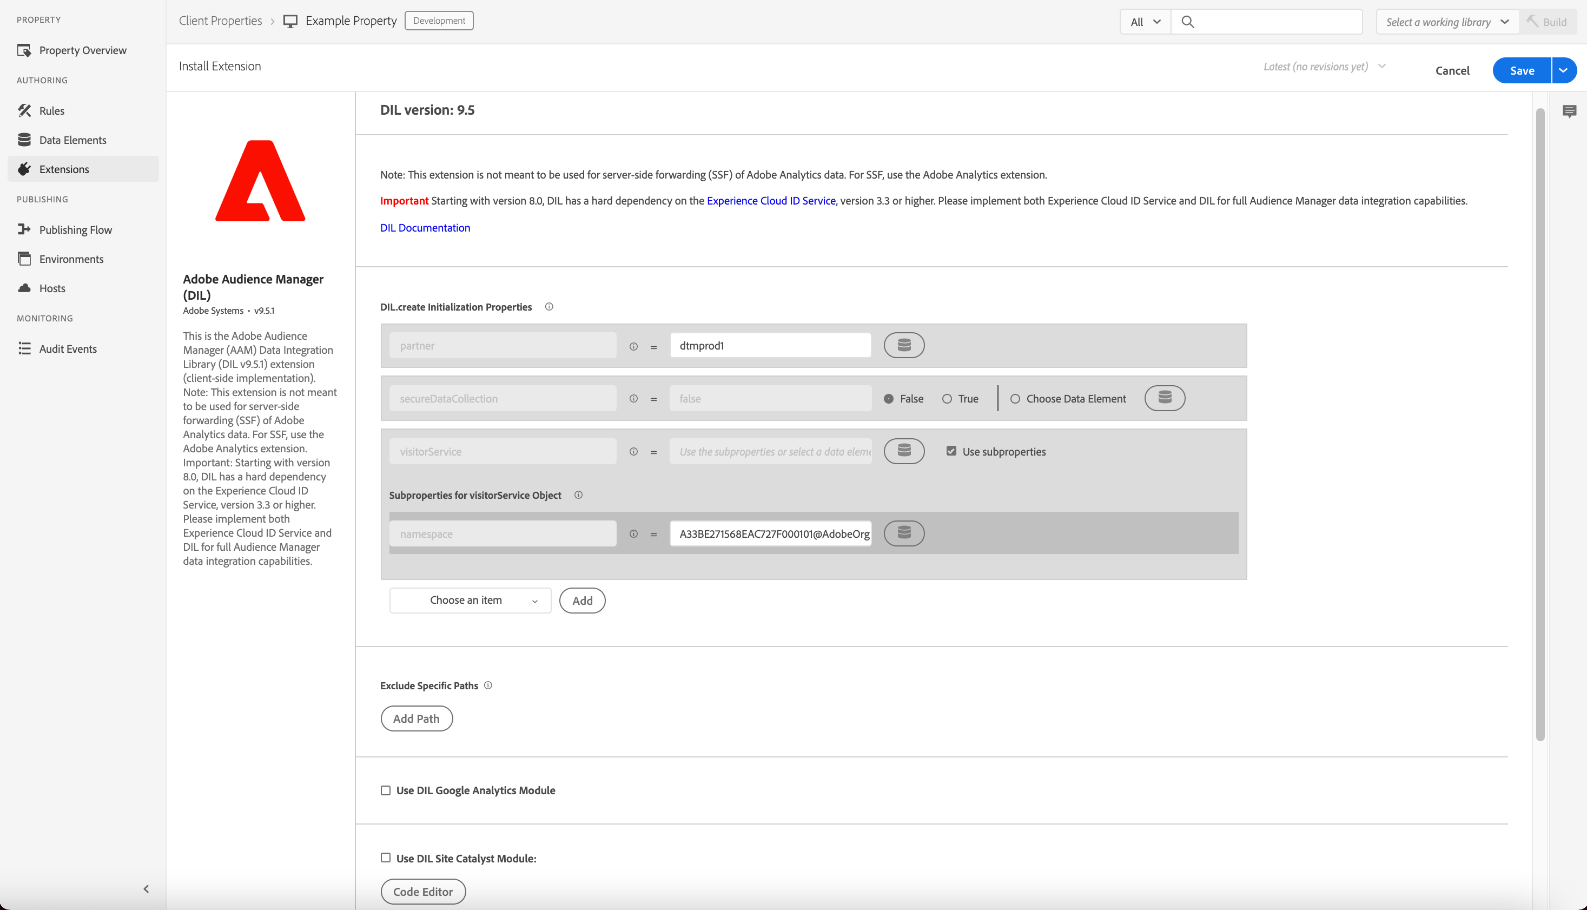 PROPERTY
Property Overview
AUTHORING
Rules
Data Elements
Extensions
PUBLISHING
Publishing Flow
Environments
Hosts
MONITORING
Audit Events
Client Properties
Example Property
Development
All
Select a working library
Build
Install Extension
Latest (no revisions yet)
Cancel
Save
Adobe Audience Manager
(DIL)
Adobe Systems • v9.5.1
This is the Adobe Audience
Manager (AAM) Data Integration
Library (DIL v9.5.1) extension
(client-side implementation).
Note: This extension is not meant
to be used for server-side
forwarding (SSF) of Adobe
Analytics data. For SSF, use the
Adobe Analytics extension.
Important: Starting with version
8.0, DIL has a hard dependency
on the Experience Cloud ID
Service, version 3.3 or higher.
Please implement both
Experience Cloud ID Service and
DIL for full Audience Manager
data integration capabilities.
DIL version: 9.5
Note: This extension is not meant to be used for server-side forwarding (SSF) of Adobe Analytics data. For SSF, use the Adobe Analytics extension.
Important Starting with version 8.0, DIL has a hard dependency on the Experience Cloud ID Service, version 3.3 or higher. Please implement both Experience Cloud ID Service and DIL for full Audience Manager data integration capabilities.
DIL Documentation
DIL.create Initialization Properties
partner = dtmprod1
secureDataCollection = false False True Choose Data Element
visitorService = Use the subproperties or select a data eleme Use subproperties
Subproperties for visitorService Object
namespace = A33BE271568EAC727F000101@AdobeOrg
Choose an item Add
Exclude Specific Paths
Add Path
Use DIL Google Analytics Module
Use DIL Site Catalyst Module:
Code Editor